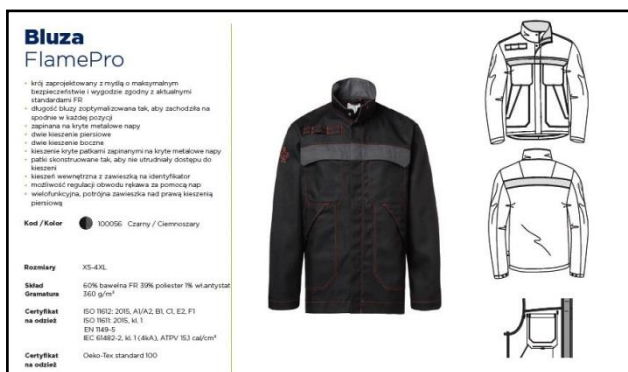 Bluza
FlamePro
• krój zaprojektowany z myślą o maksymalnym
bezpieczeństwie i wygodzie zgodny z aktualnymi
standardami FR
• długość bluzy zoptymalizowana tak, aby zachodziła na
spodnie w każdej pozycji
• zapinana na kryte metalowe napy
• dwie kieszenie piersiowe
• dwie kieszenie boczne
• kieszenie kryte patkami zapinanymi na kryte metalowe napy
• patki skonstruowane tak, aby nie utrudniały dostępu do
kieszeni
• kieszeń wewnętrzna z zawieszką na identyfikator
• możliwość regulacji obwodu rękawa za pomocą nap
• wielofunkcyjna, potrójna zawieszka nad prawą kieszenią
piersiową
Kod / Kolor 100056 Czarny / Ciemnoszary
Rozmiary XS-4XL
Skład 60% bawełna FR 39% poliester 1% wł.antystat
Gramatura 360 g/m²
Certyfikat ISO 11612: 2015, A1/A2, B1, C1, E2, F1
na odzież ISO 11611: 2015, kl. 1
EN 1149-5
IEC 61482-2, kl. 1 (4kA), ATPV 15,1 cal/cm²
Certyfikat Oeko-Tex standard 100
na odzież